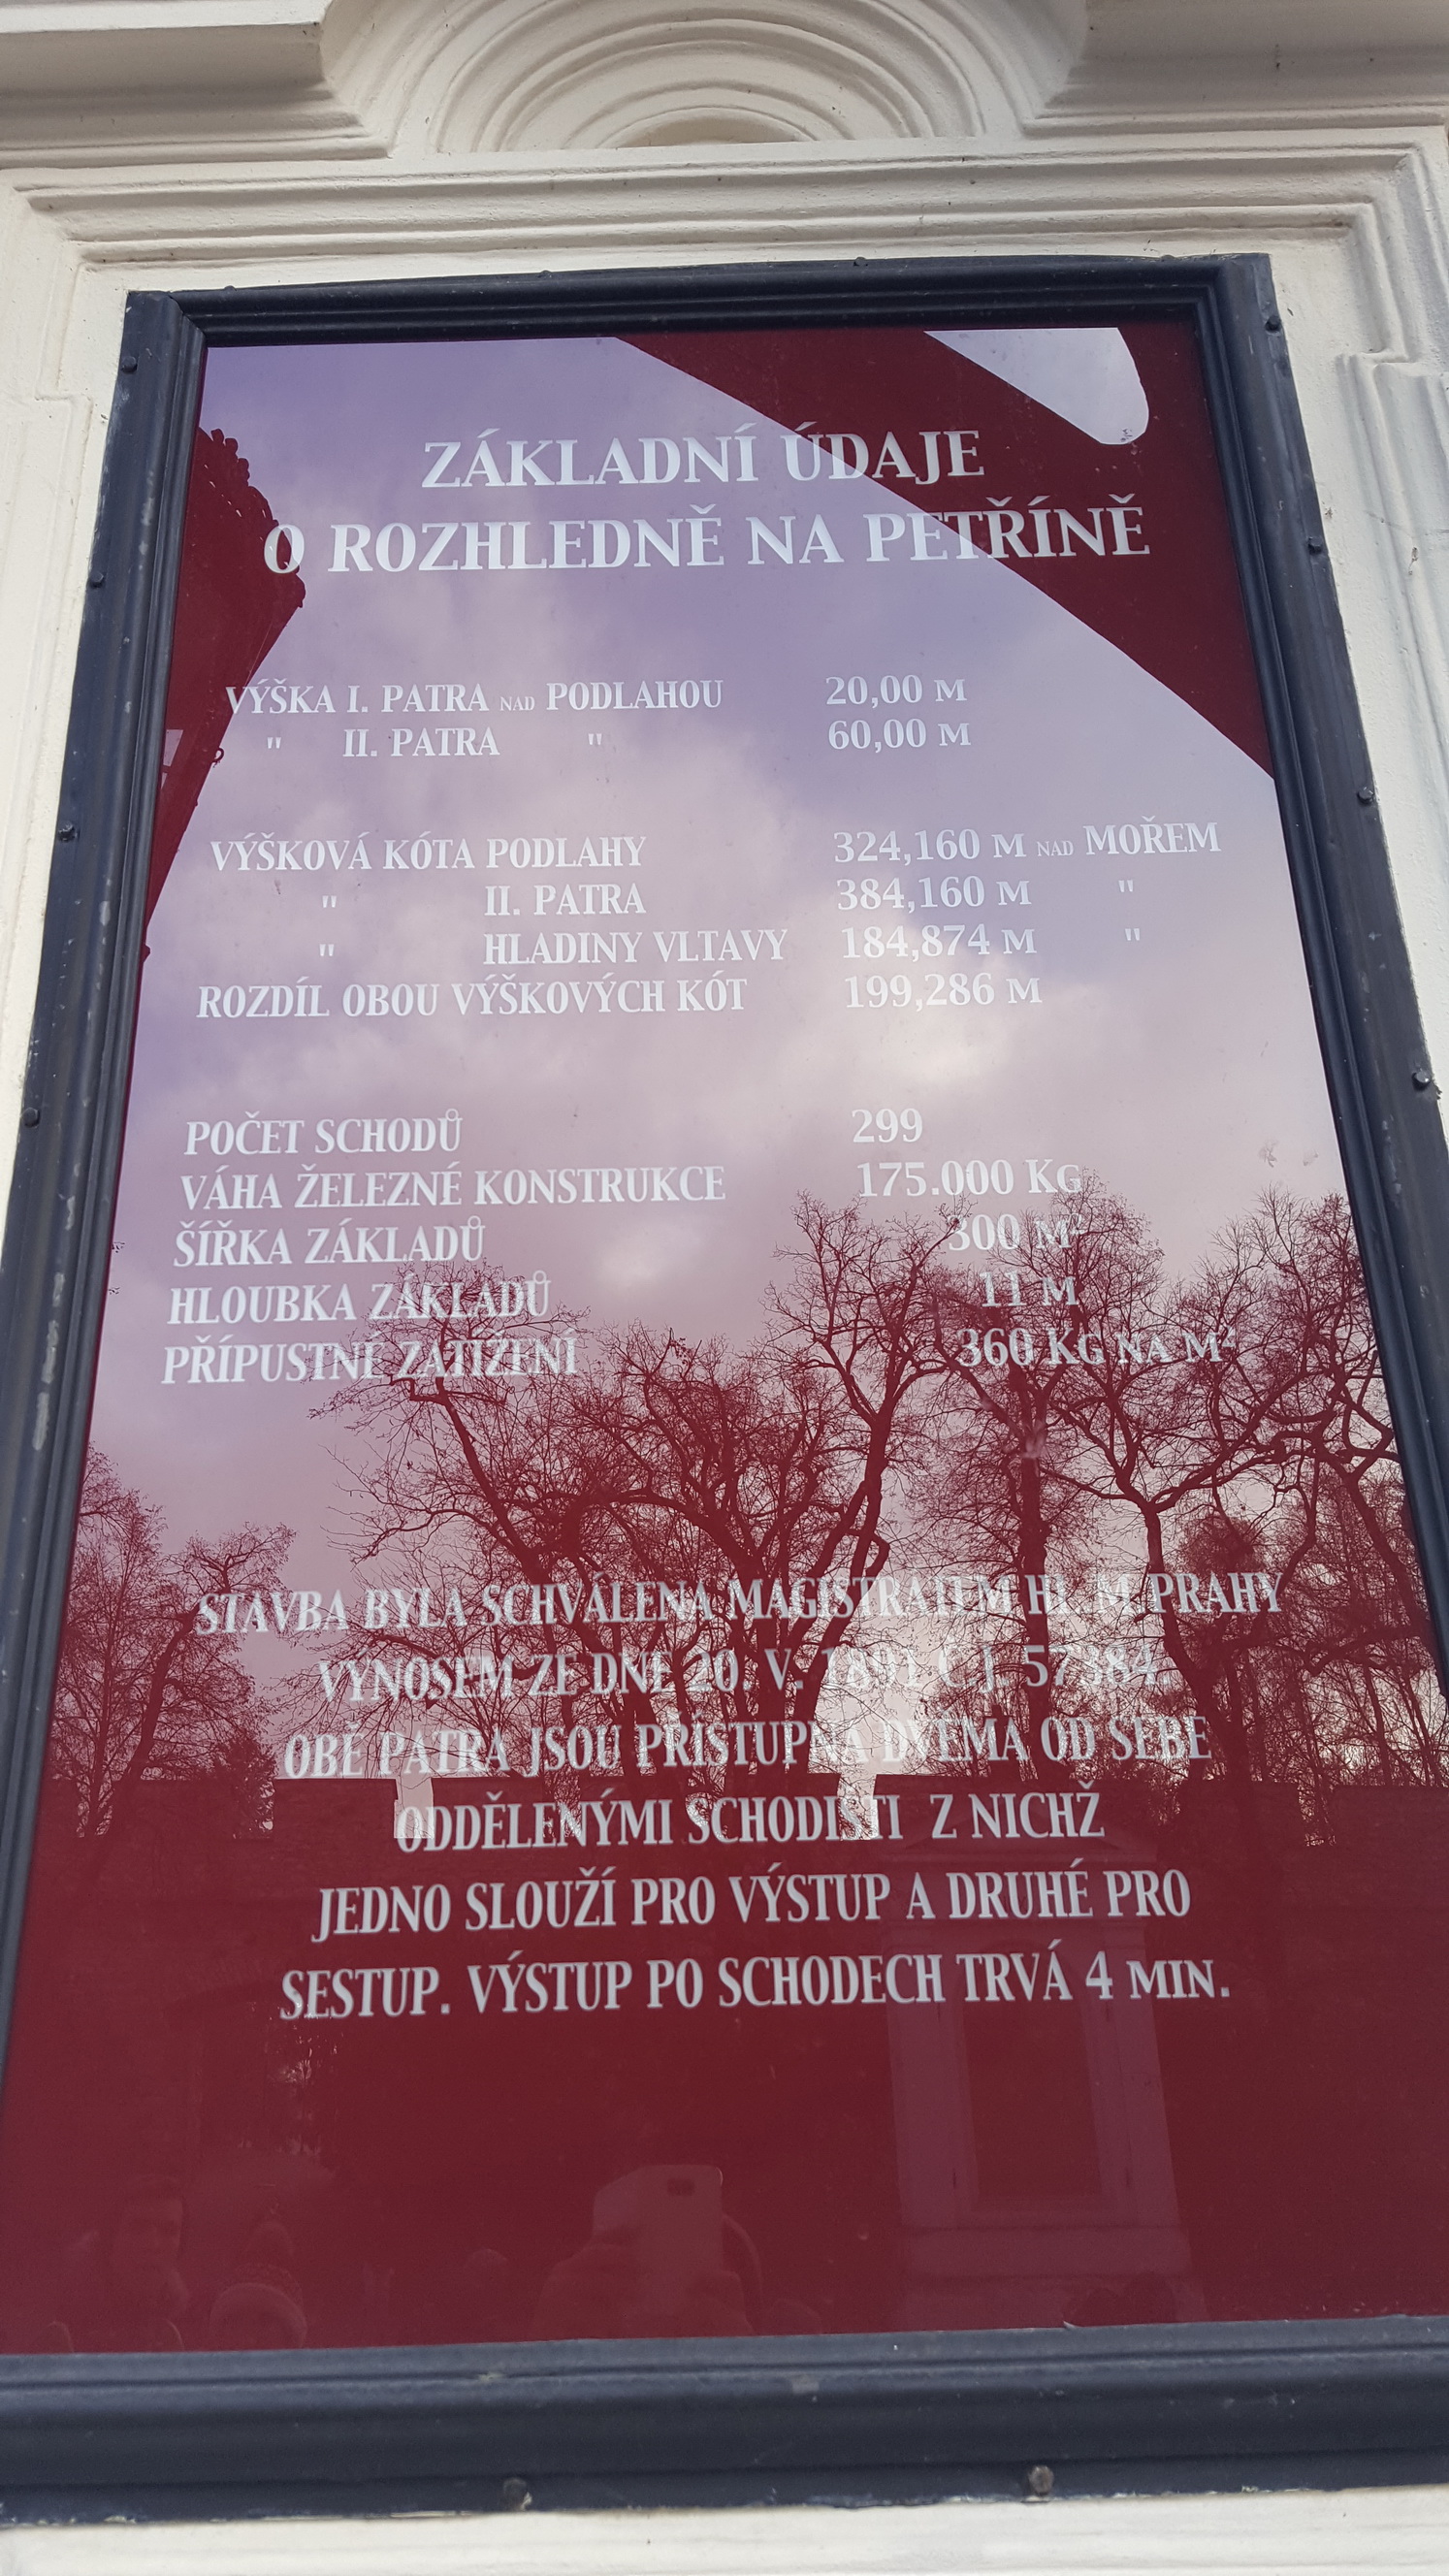 ZÁKLADNÍ ÚDAJE
O ROZHLEDNĚ NA PETŘÍNĚ
VÝŠKA I. PATRA NAD PODLAHOU 20,00 M
" II. PATRA " 60,00 M
VÝŠKOVÁ KÓTA PODLAHY 324,160 M NAD MOŘEM
" II. PATRA 384,160 M "
" HLADINY VLTAVY 184,874 M "
ROZDÍL OBOU VÝŠKOVÝCH KÓT 199,286 M
POČET SCHODŮ 299
VÁHA ŽELEZNÉ KONSTRUKCE 175.000 KG
ŠÍŘKA ZÁKLADŮ 300 M²
HLOUBKA ZÁKLADŮ 11 M
PŘÍPUSTNÉ ZATÍŽENÍ 360 KG NA M²
STAVBA BYLA SCHVÁLENA MAGISTRÁTEM HL. M. PRAHY
VÝNOSEM ZE DNE 20. V. 1891 Č.J.
OBĚ PATRA JSOU PŘÍSTUPNÁ DVĚMA OD SEBE
ODDĚLENÝMI SCHODIŠTI Z NICHŽ
JEDNO SLOUŽÍ PRO VÝSTUP A DRUHÉ PRO
SESTUP. VÝSTUP PO SCHODECH TRVÁ 4 MIN.